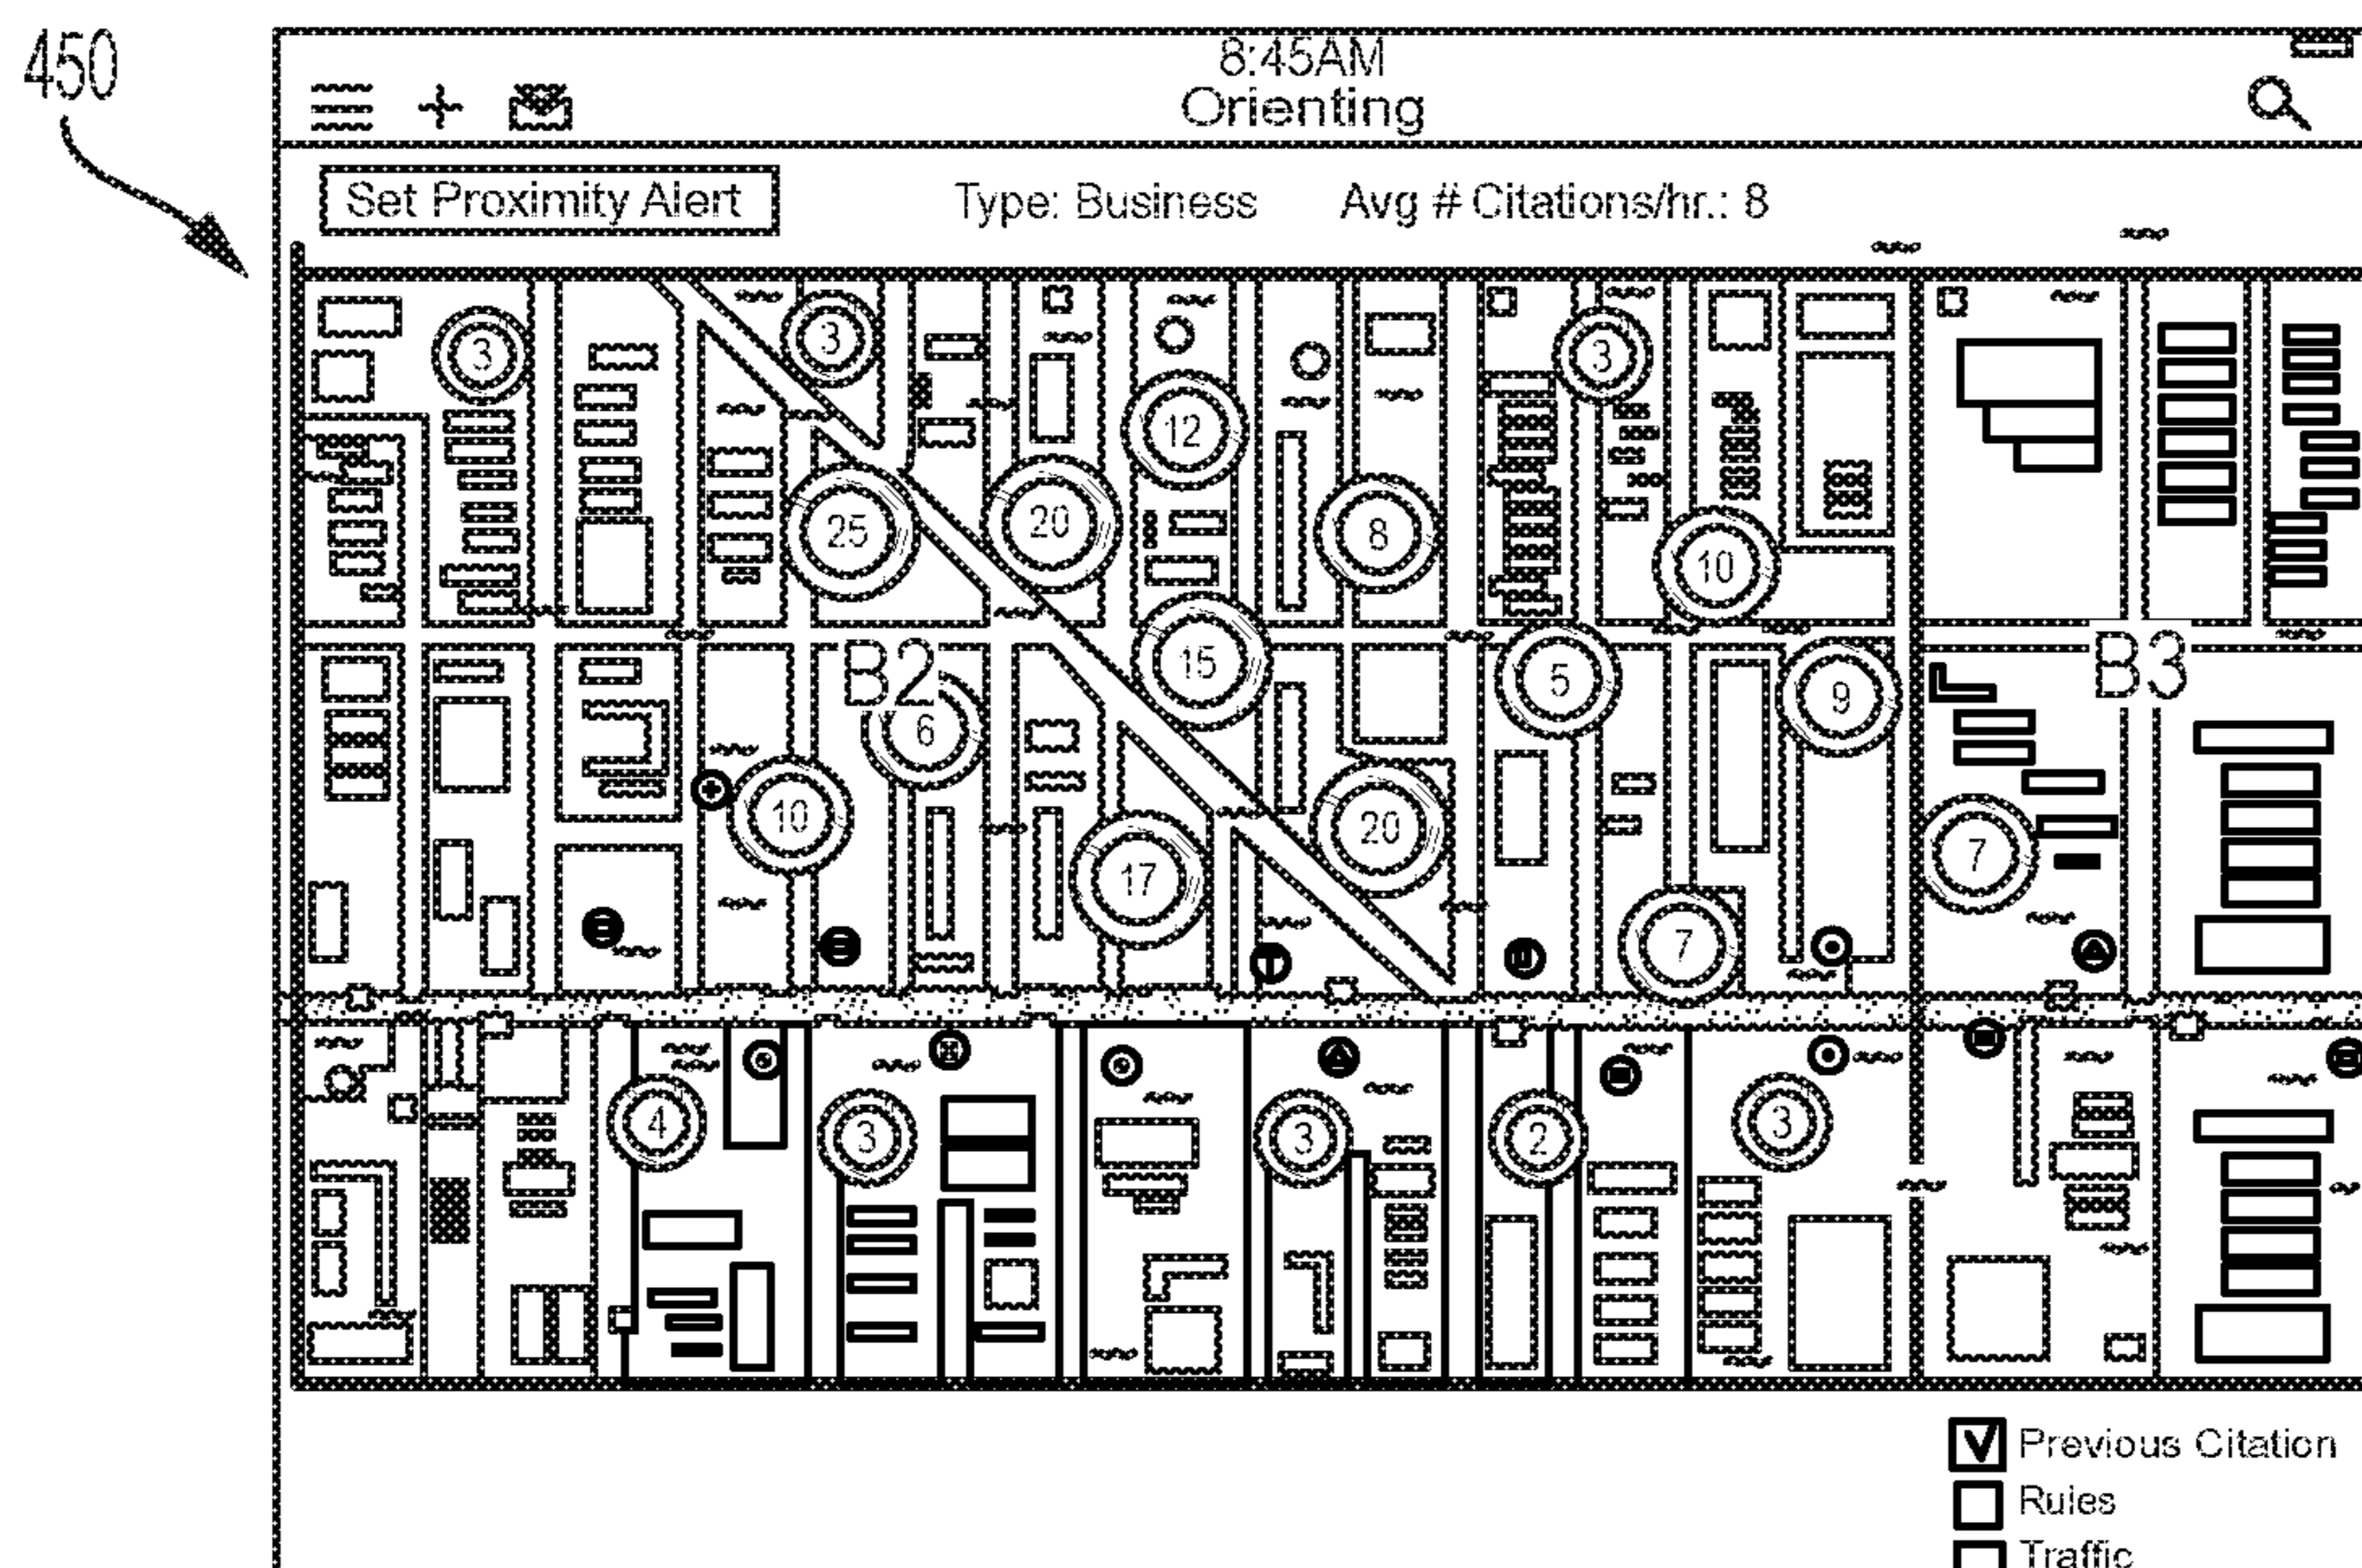 450
8:45AM
Orienting
Set Proximity Alert Type: Business Avg # Citations/hr.: 8
3 3 3
12
25 20 8 10
B2 15 5 9 B3
6
10 17 20 7
7
4 3 3 2 3
Previous Citation
Rules
Traffic